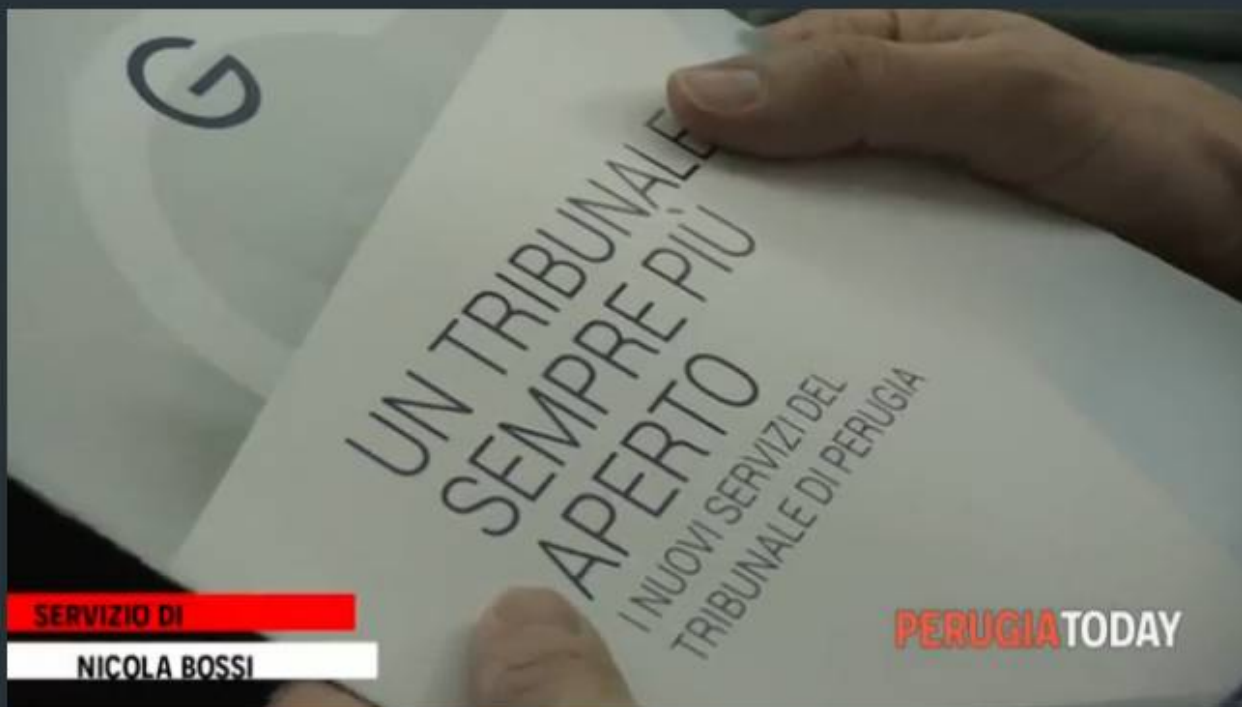 G
UN TRIBUNALE
SEMPRE PIÙ
APERTO
I NUOVI SERVIZI DEL
TRIBUNALE DI PERUGIA
SERVIZIO DI
NICOLA BOSSI
PERUGIATODAY